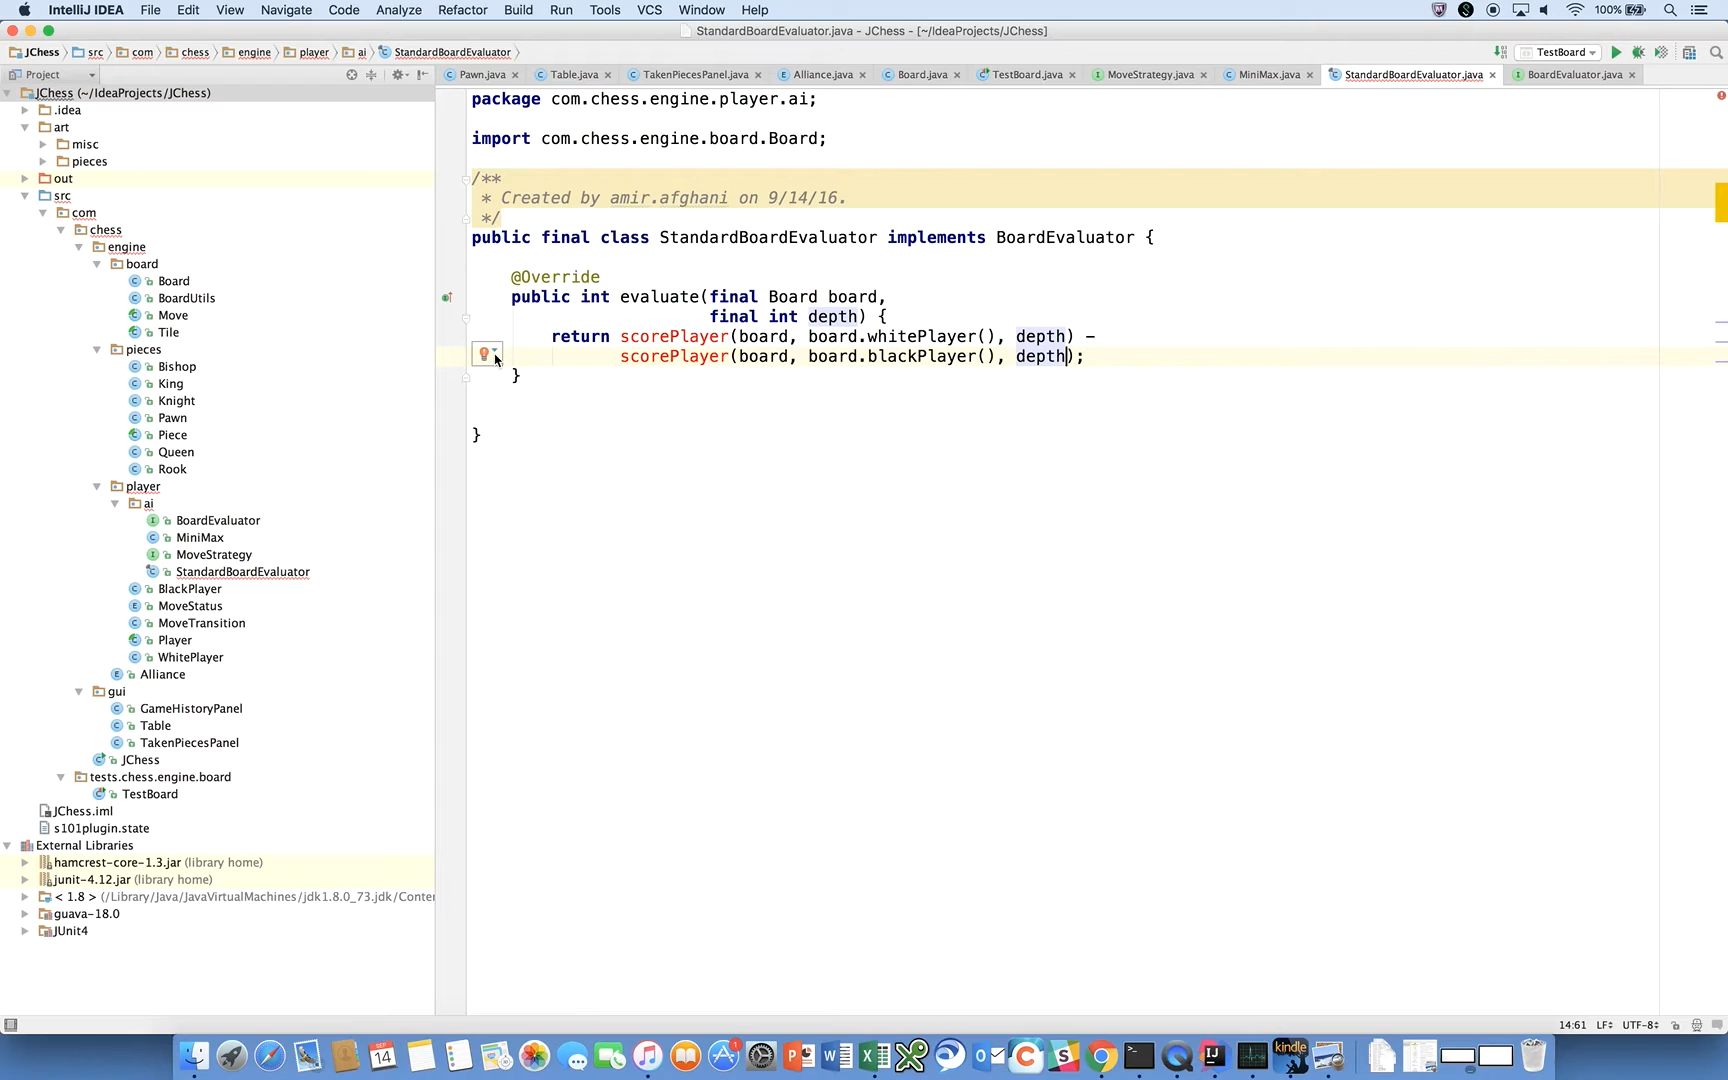 IntelliJ IDEA File Edit View Navigate Code Analyze Refactor Build Run Tools VCS Window Help 100%
StandardBoardEvaluator.java - JChess - [~/IdeaProjects/JChess]
JChess src com chess engine player ai StandardBoardEvaluator TestBoard
Project Pawn.java Table.java TakenPiecesPanel.java Alliance.java Board.java TestBoard.java MoveStrategy.java MiniMax.java StandardBoardEvaluator.java BoardEvaluator.java
JChess (~/IdeaProjects/JChess)
.idea
art
misc
pieces
out
src
com
chess
engine
board
Board
BoardUtils
Move
Tile
pieces
Bishop
King
Knight
Pawn
Piece
Queen
Rook
player
ai
BoardEvaluator
MiniMax
MoveStrategy
StandardBoardEvaluator
BlackPlayer
MoveStatus
MoveTransition
Player
WhitePlayer
Alliance
gui
GameHistoryPanel
Table
TakenPiecesPanel
JChess
tests.chess.engine.board
TestBoard
JChess.iml
s101plugin.state
External Libraries
hamcrest-core-1.3.jar (library home)
junit-4.12.jar (library home)
< 1.8 > (/Library/Java/JavaVirtualMachines/jdk1.8.0_73.jdk/Conter
guava-18.0
JUnit4
package com.chess.engine.player.ai;
import com.chess.engine.board.Board;
/**
* Created by amir.afghani on 9/14/16.
*/
public final class StandardBoardEvaluator implements BoardEvaluator {
@Override
public int evaluate(final Board board,
final int depth) {
return scorePlayer(board, board.whitePlayer(), depth) -
scorePlayer(board, board.blackPlayer(), depth);
}
}
14:61 LF UTF-8
SEP
14
1
kindle